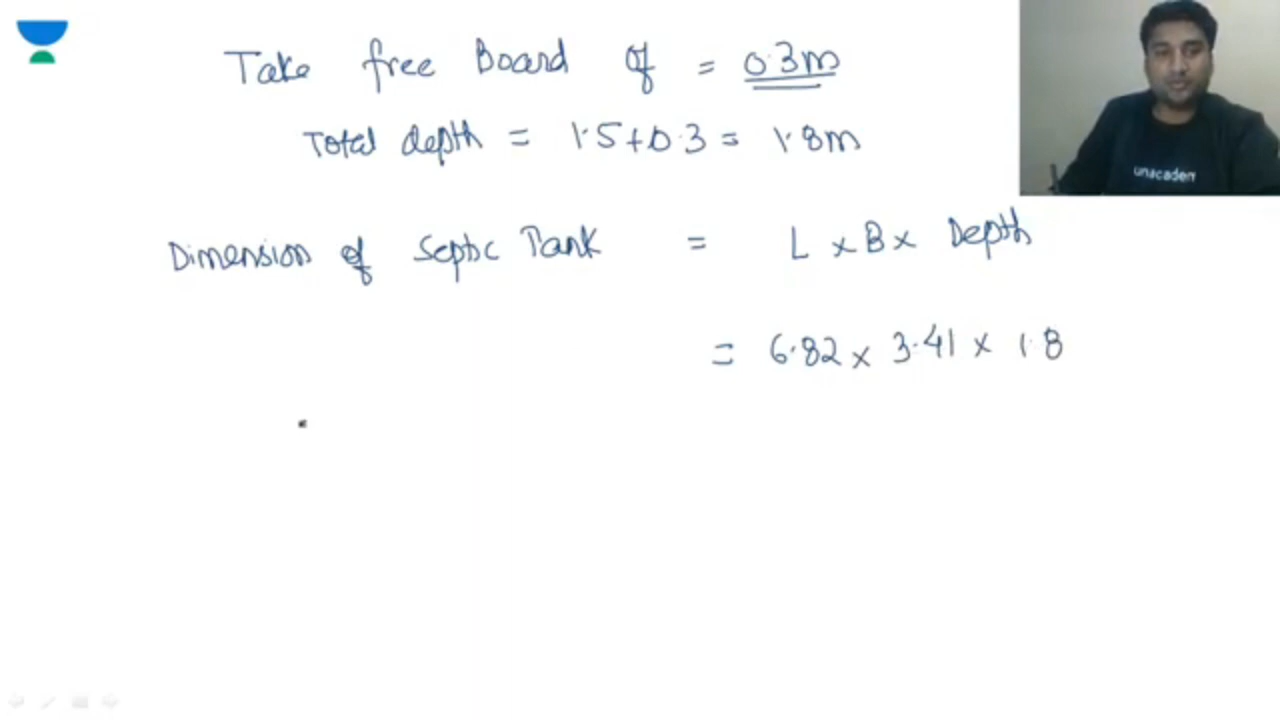 Take free Board of = 0.3m
Total depth = 1.5+0.3 = 1.8m
Dimension of Septic Tank = L x B x Depth
= 6.82 x 3.41 x 1.8
unacadem